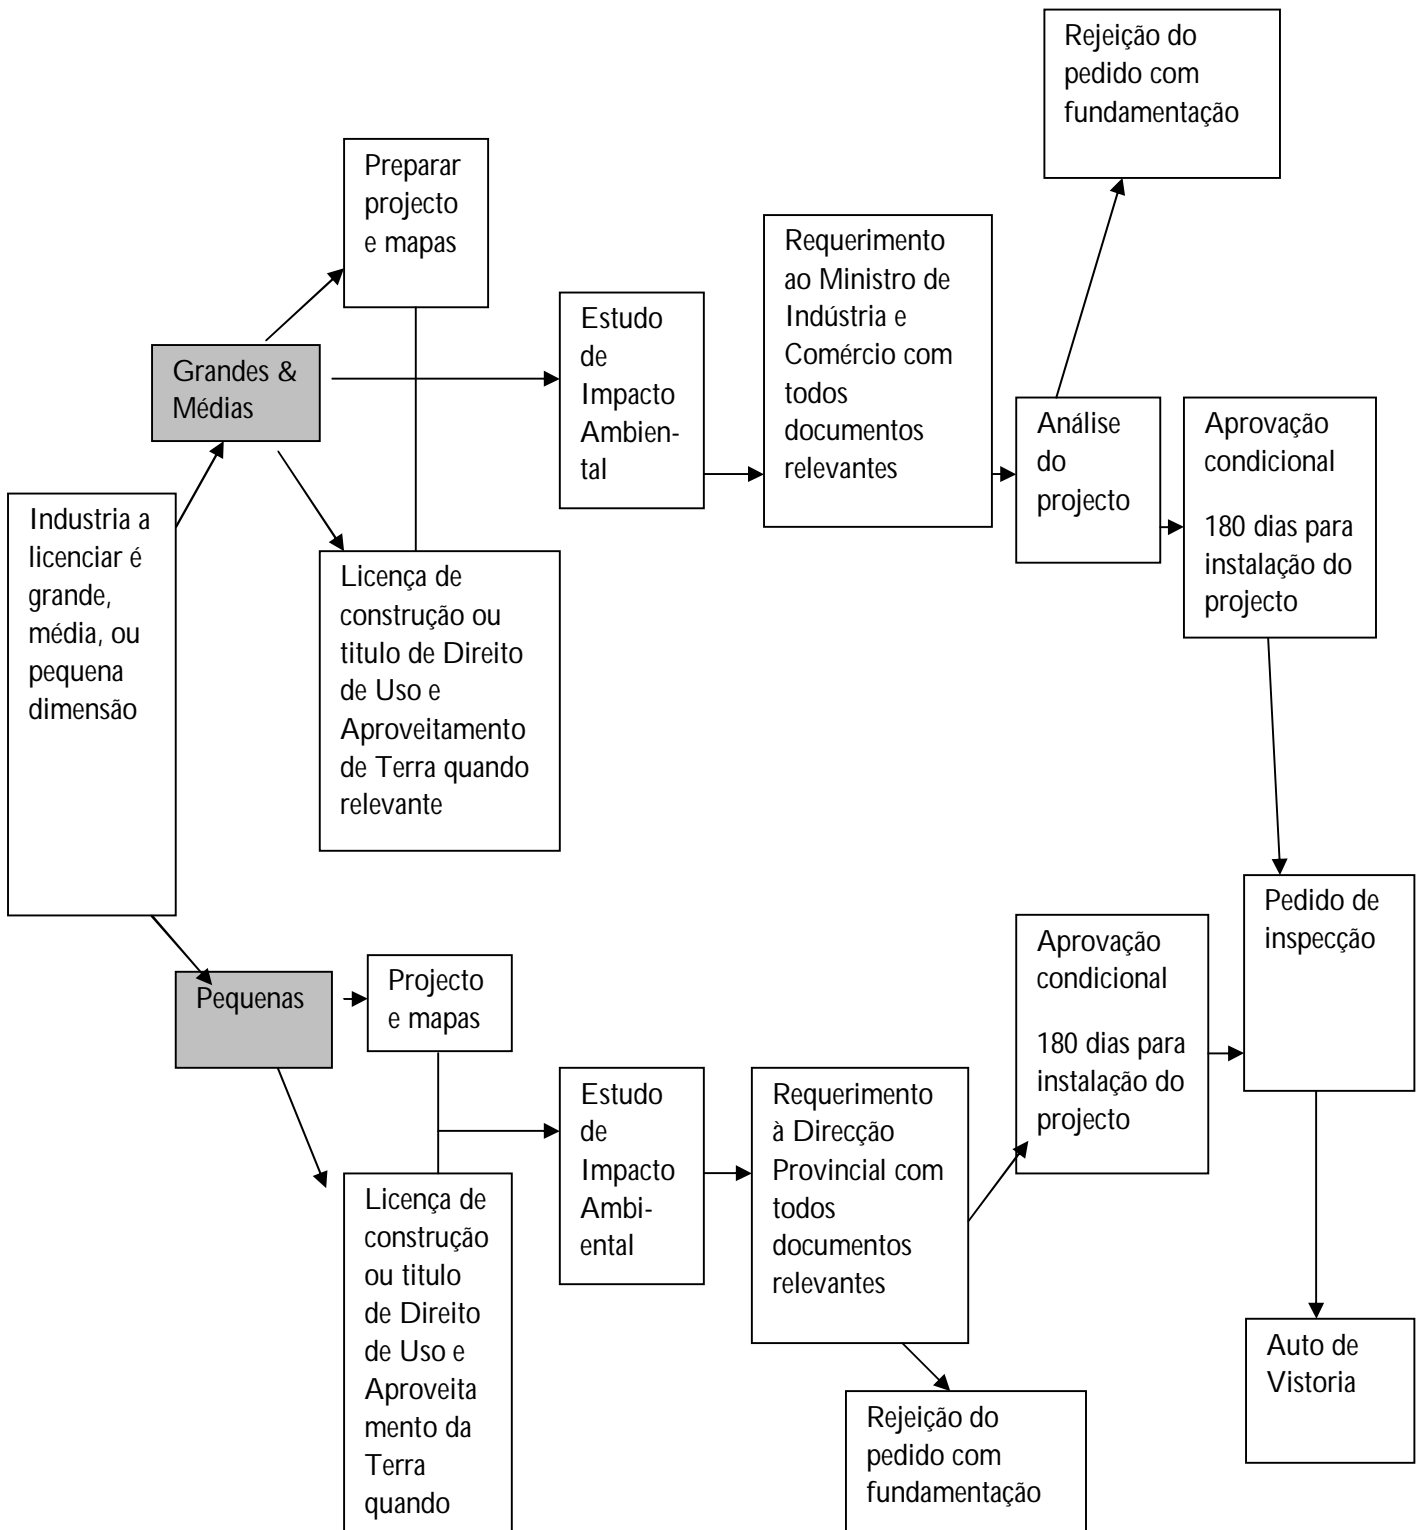 Rejeição do
pedido com
fundamentação
Preparar
projecto
e mapas
Requerimento
ao Ministro de
Indústria e
Comércio com
todos
documentos
relevantes
Estudo
de
Impacto
Ambien-
tal
Grandes &
Médias
Análise
do
projecto
Aprovação
condicional
180 dias para
instalação do
projecto
Industria a
licenciar é
grande,
média, ou
pequena
dimensão
Licença de
construção ou
titulo de Direito
de Uso e
Aproveitamento
de Terra quando
relevante
Pedido de
inspecção
Aprovação
condicional
180 dias para
instalação do
projecto
Projecto
e mapas
Pequenas
Estudo
de
Impacto
Ambi-
ental
Requerimento
à Direcção
Provincial com
todos
documentos
relevantes
Licença de
construção
ou titulo
de Direito
de Uso e
Aproveita
mento da
Terra
quando
Auto de
Vistoria
Rejeição do
pedido com
fundamentação